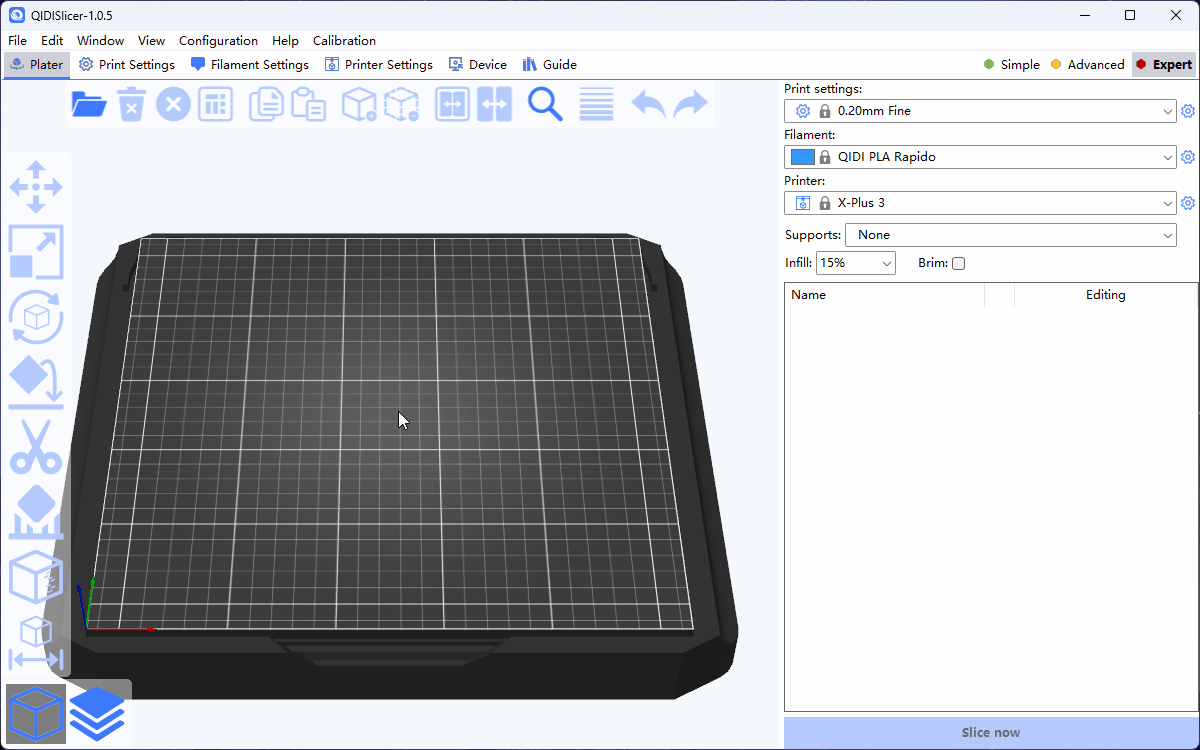 QIDISlicer-1.0.5
File Edit Window View Configuration Help Calibration
Plater Print Settings Filament Settings Printer Settings Device Guide Simple Advanced Expert
Print settings:
0.20mm Fine
Filament:
QIDI PLA Rapido
Printer:
X-Plus 3
Supports: None
Infill: 15% Brim:
Name Editing
Slice now